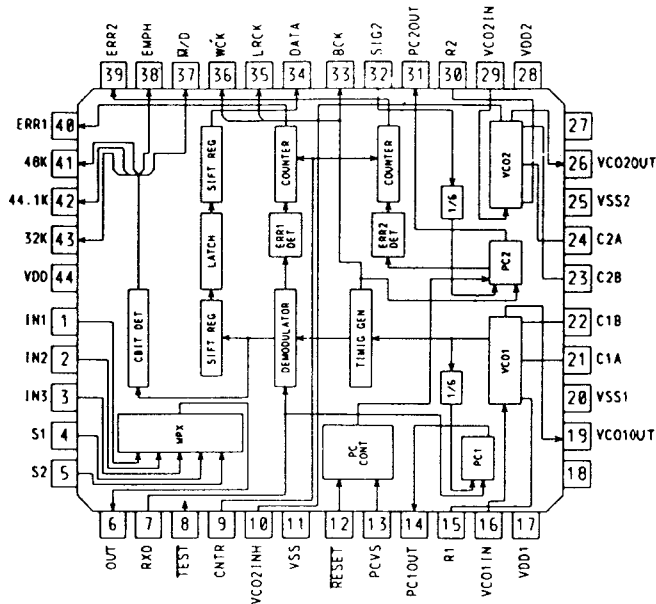 ERR2 EMPH M/D WCK LRCK DATA BCK SIG2 PC2OUT R2 VCO2IN VDD2
39 38 37 36 35 34 33 32 31 30 29 28
ERR1 40
48K 41
44.1K 42
32K 43
VDD 44
IN1 1
IN2 2
IN3 3
S1 4
S2 5
27
26 VCO2OUT
25 VSS2
24 C2A
23 C2B
22 C1B
21 C1A
20 VSS1
19 VCO1OUT
18
SIFT REG
COUNTER
COUNTER
VCO2
1/6
LATCH
ERR1 DET
ERR2 DET
PC2
CBIT DET
SIFT REG
DEMODULATOR
TIMIG GEN
VCO1
1/6
MPX
PC CONT
PC1
6 7 8 9 10 11 12 13 14 15 16 17
OUT RXD TEST CNTR VCO2INH VSS RESET PCVS PC1OUT R1 VCO1IN VDD1